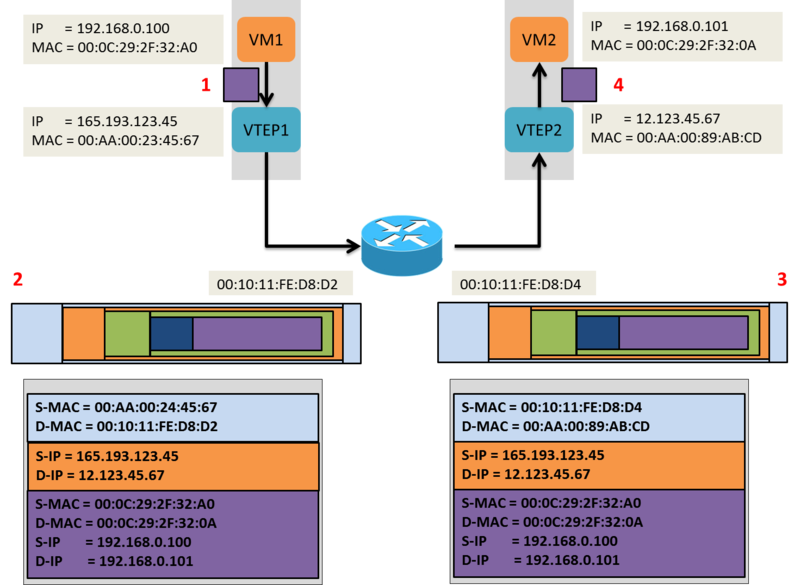 IP = 192.168.0.100
MAC = 00:0C:29:2F:32:A0
VM1
VM2
IP = 192.168.0.101
MAC = 00:0C:29:2F:32:0A
1
4
IP = 165.193.123.45
MAC = 00:AA:00:23:45:67
VTEP1
VTEP2
IP = 12.123.45.67
MAC = 00:AA:00:89:AB:CD
2
00:10:11:FE:D8:D2
00:10:11:FE:D8:D4
3
S-MAC = 00:AA:00:24:45:67
D-MAC = 00:10:11:FE:D8:D2
S-IP = 165.193.123.45
D-IP = 12.123.45.67
S-MAC = 00:0C:29:2F:32:A0
D-MAC = 00:0C:29:2F:32:0A
S-IP = 192.168.0.100
D-IP = 192.168.0.101
S-MAC = 00:10:11:FE:D8:D4
D-MAC = 00:AA:00:89:AB:CD
S-IP = 165.193.123.45
D-IP = 12.123.45.67
S-MAC = 00:0C:29:2F:32:A0
D-MAC = 00:0C:29:2F:32:0A
S-IP = 192.168.0.100
D-IP = 192.168.0.101